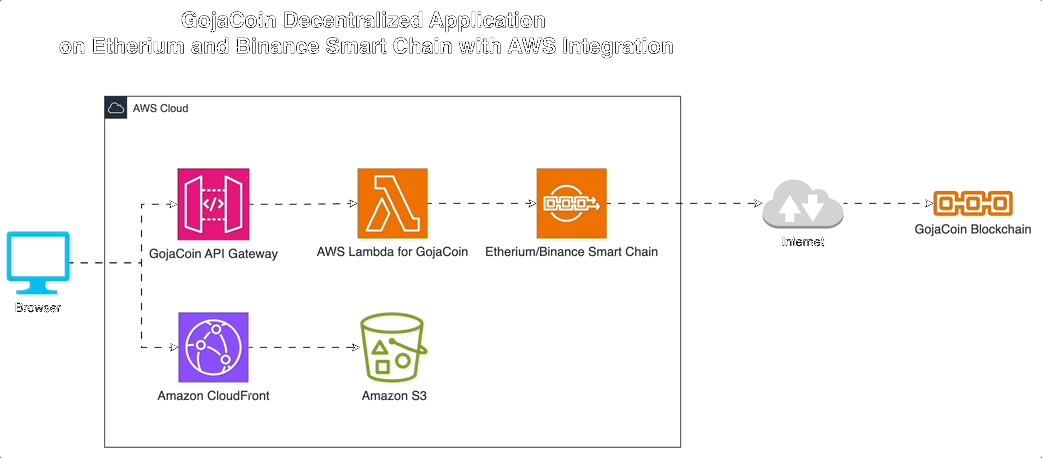 GojaCoin Decentralized Application
on Etherium and Binance Smart Chain with AWS Integration
AWS Cloud
GojaCoin API Gateway
AWS Lambda for GojaCoin
Etherium/Binance Smart Chain
Internet
GojaCoin Blockchain
Browser
Amazon CloudFront
Amazon S3